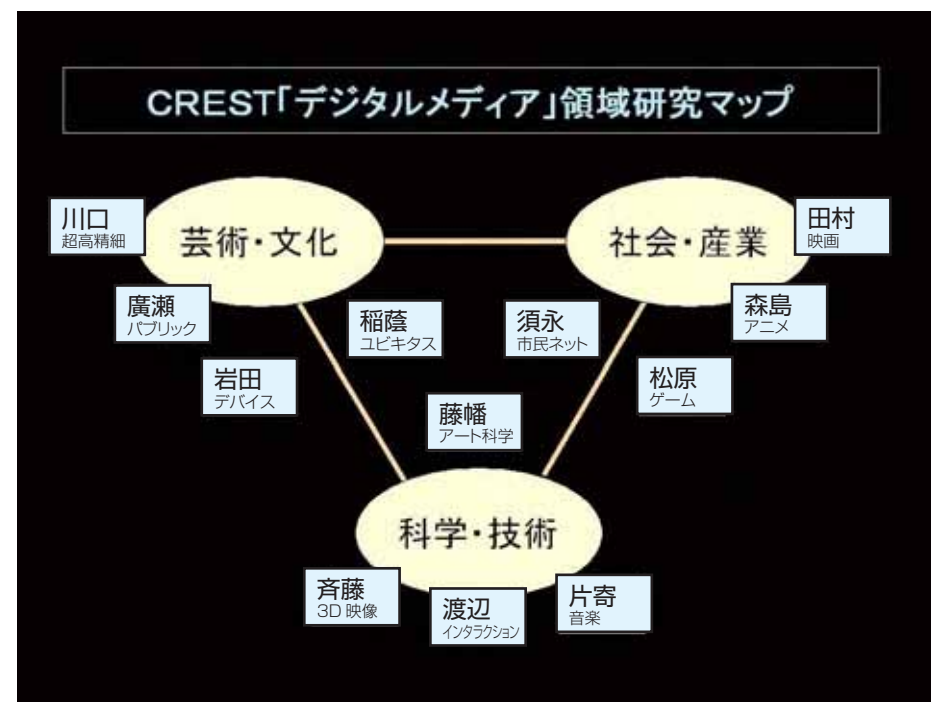 CREST「デジタルメディア」領域研究マップ
芸術・文化
社会・産業
川口
超高精細
田村
映画
廣瀬
パブリック
稲蔭
ユビキタス
須永
市民ネット
森島
アニメ
岩田
デバイス
松原
ゲーム
藤幡
アート科学
科学・技術
斉藤
3D 映像
渡辺
インタラクション
片寄
音楽